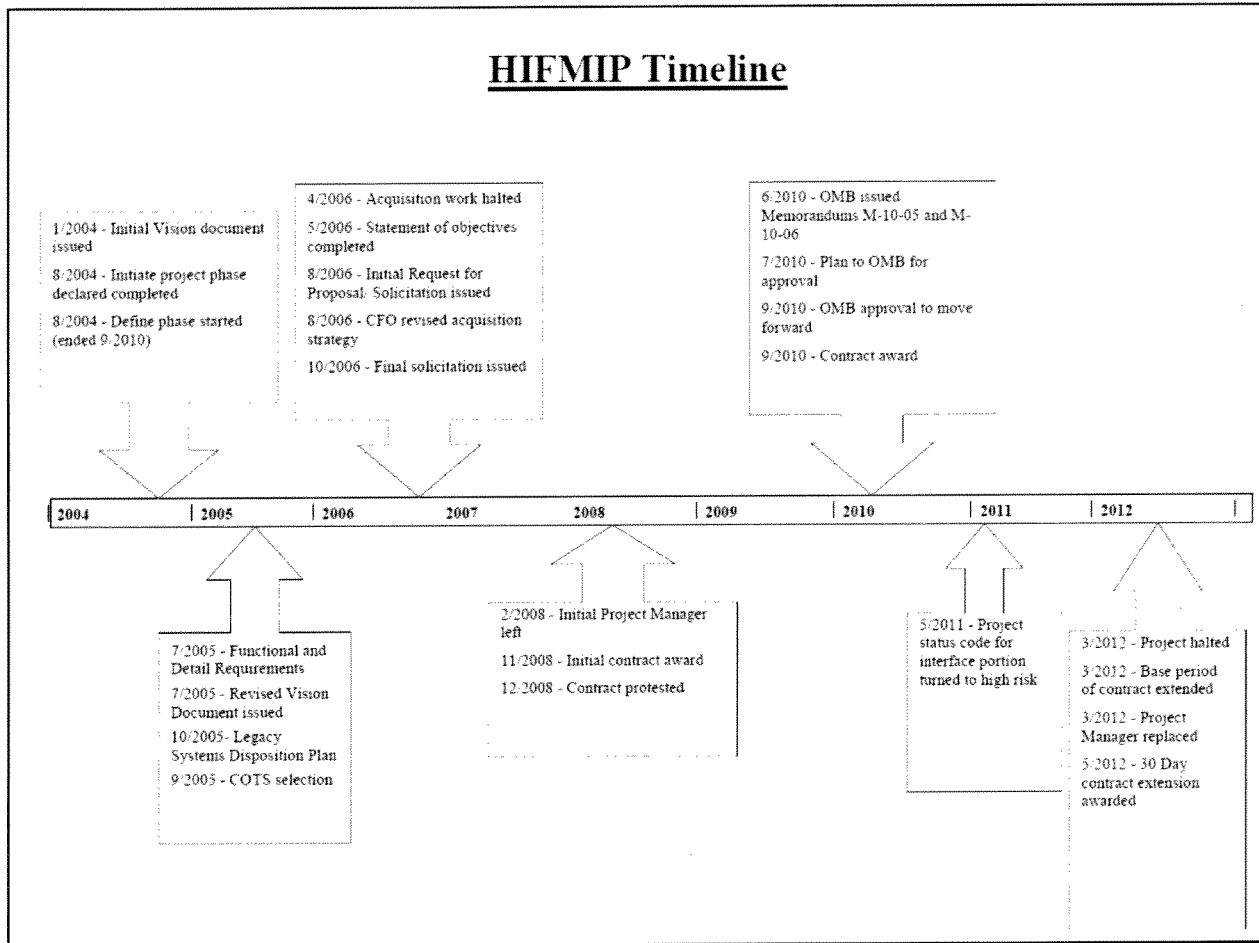 HIFMIP Timeline
1/2004 - Initial Vision document
issued
8/2004 - Initiate project phase
declared completed
8/2004 - Define phase started
(ended 9/2010)
4/2006 - Acquisition work halted
5/2006 - Statement of objectives
completed
8/2006 - Initial Request for
Proposal/ Solicitation issued
8/2006 - CFO revised acquisition
strategy
10/2006 - Final solicitation issued
6/2010 - OMB issued
Memorandums M-10-05 and M-
10-06
7/2010 - Plan to OMB for
approval
9/2010 - OMB approval to move
forward
9/2010 - Contract award
2004 2005 2006 2007 2008 2009 2010 2011 2012
7/2005 - Functional and
Detail Requirements
7/2005 - Revised Vision
Document issued
10/2005- Legacy
Systems Disposition Plan
9/2005 - COTS selection
2/2008 - Initial Project Manager
left
11/2008 - Initial contract award
12/2008 - Contract protested
5/2011 - Project
status code for
interface portion
turned to high risk
3/2012 - Project halted
3/2012 - Base period
of contract extended
3/2012 - Project
Manager replaced
5/2012 - 30 Day
contract extension
awarded